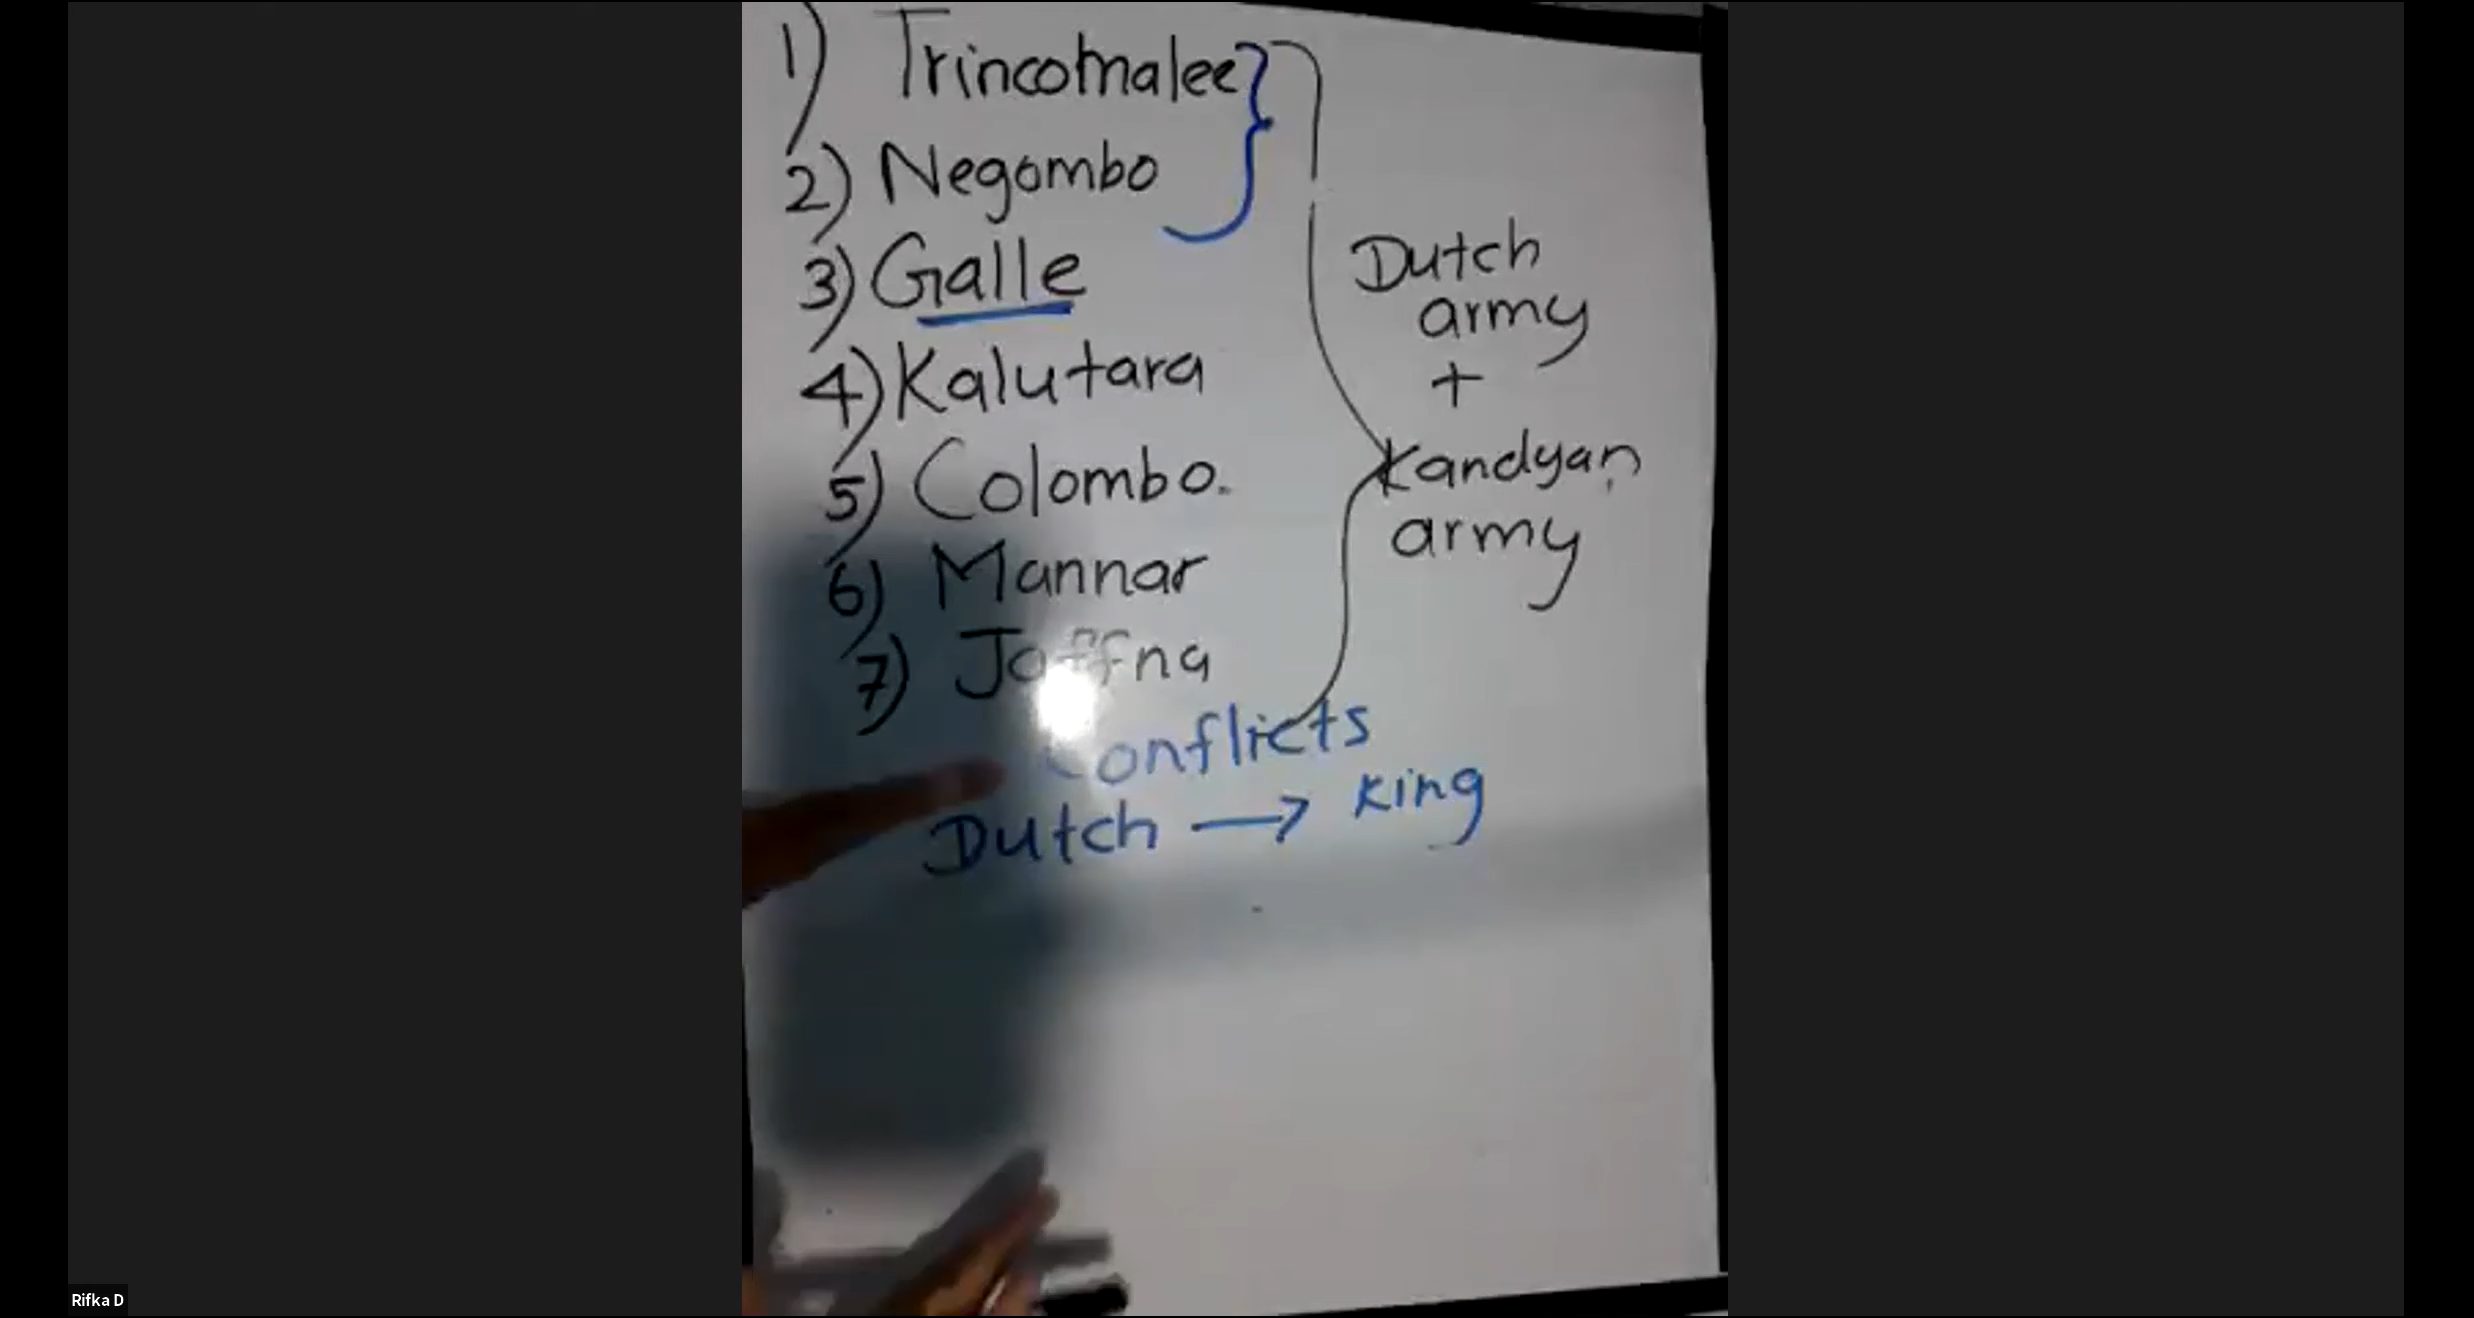 1) Trincomalee
2) Negombo
3) Galle
4) Kalutara
5) Colombo.
6) Mannar
7) Jaffna
Dutch
army
+
Kandyan
army
Conflicts
Dutch → King
Rifka D